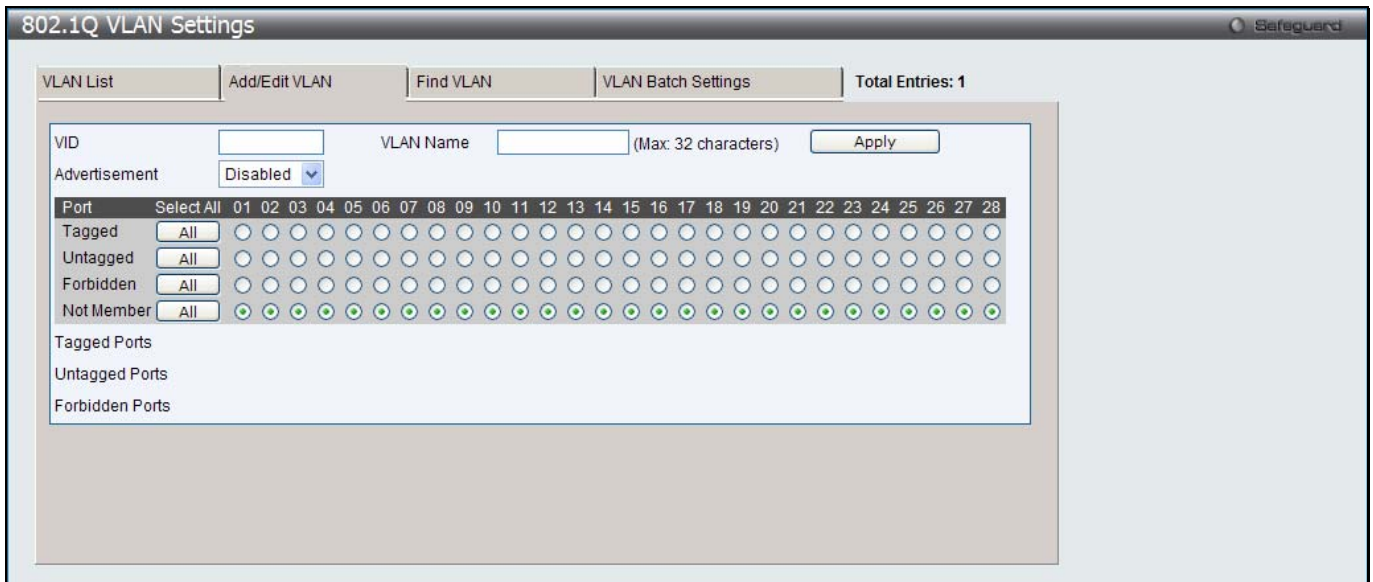 802.1Q VLAN Settings Safeguard
VLAN List Add/Edit VLAN Find VLAN VLAN Batch Settings Total Entries: 1
VID VLAN Name (Max: 32 characters) Apply
Advertisement Disabled
Port Select All 01 02 03 04 05 06 07 08 09 10 11 12 13 14 15 16 17 18 19 20 21 22 23 24 25 26 27 28
Tagged All
Untagged All
Forbidden All
Not Member All
Tagged Ports
Untagged Ports
Forbidden Ports